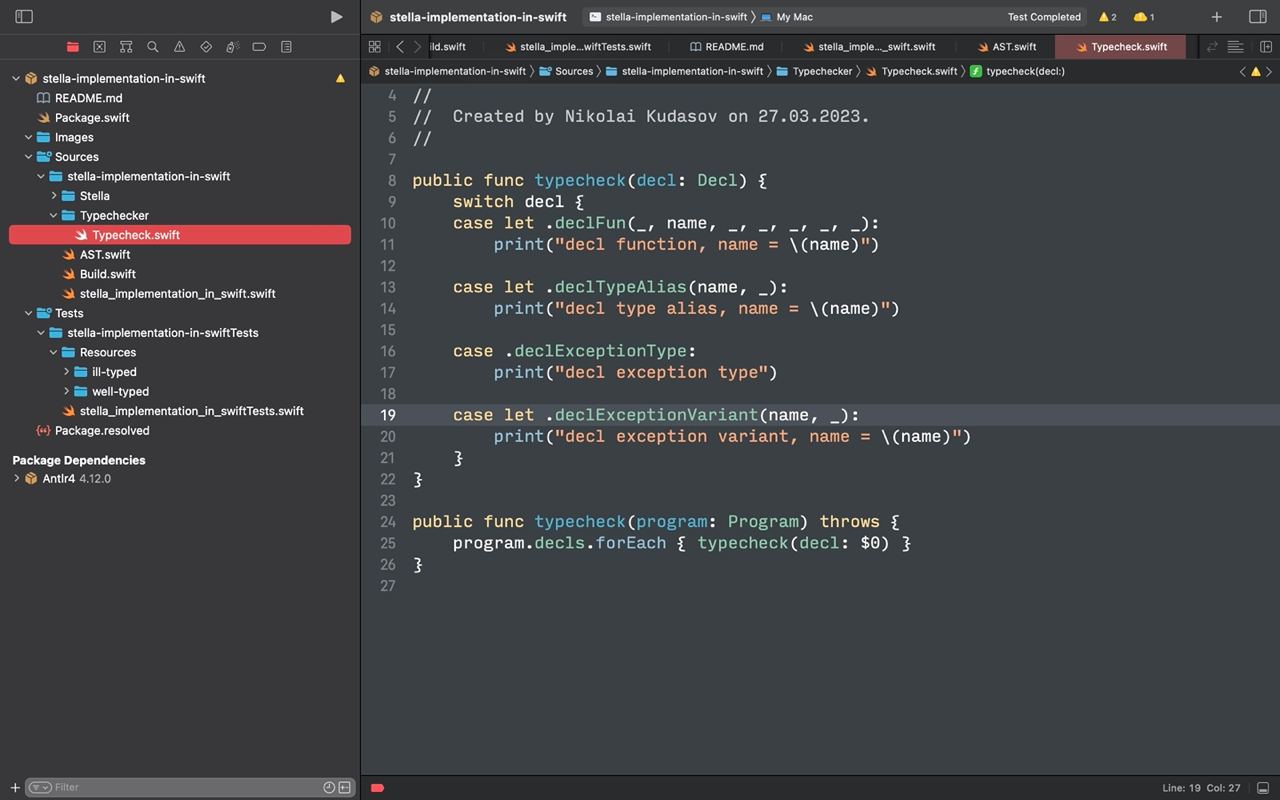 stella-implementation-in-swift
stella-implementation-in-swift
My Mac
Test Completed
2
1
ild.swift
stella_imple...wiftTests.swift
README.md
stella_imple..._swift.swift
AST.swift
Typecheck.swift
stella-implementation-in-swift
Sources
stella-implementation-in-swift
Typechecker
Typecheck.swift
typecheck(decl:)
stella-implementation-in-swift
README.md
Package.swift
Images
Sources
stella-implementation-in-swift
Stella
Typechecker
Typecheck.swift
AST.swift
Build.swift
stella_implementation_in_swift.swift
Tests
stella-implementation-in-swiftTests
Resources
ill-typed
well-typed
stella_implementation_in_swiftTests.swift
Package.resolved
Package Dependencies
Antlr4 4.12.0
Filter
4 //
5 //  Created by Nikolai Kudasov on 27.03.2023.
6 //
7
8 public func typecheck(decl: Decl) {
9     switch decl {
10     case let .declFun(_, name, _, _, _, _, _):
11         print("decl function, name = \(name)")
12
13     case let .declTypeAlias(name, _):
14         print("decl type alias, name = \(name)")
15
16     case .declExceptionType:
17         print("decl exception type")
18
19     case let .declExceptionVariant(name, _):
20         print("decl exception variant, name = \(name)")
21     }
22 }
23
24 public func typecheck(program: Program) throws {
25     program.decls.forEach { typecheck(decl: $0) }
26 }
27
Line: 19 Col: 27